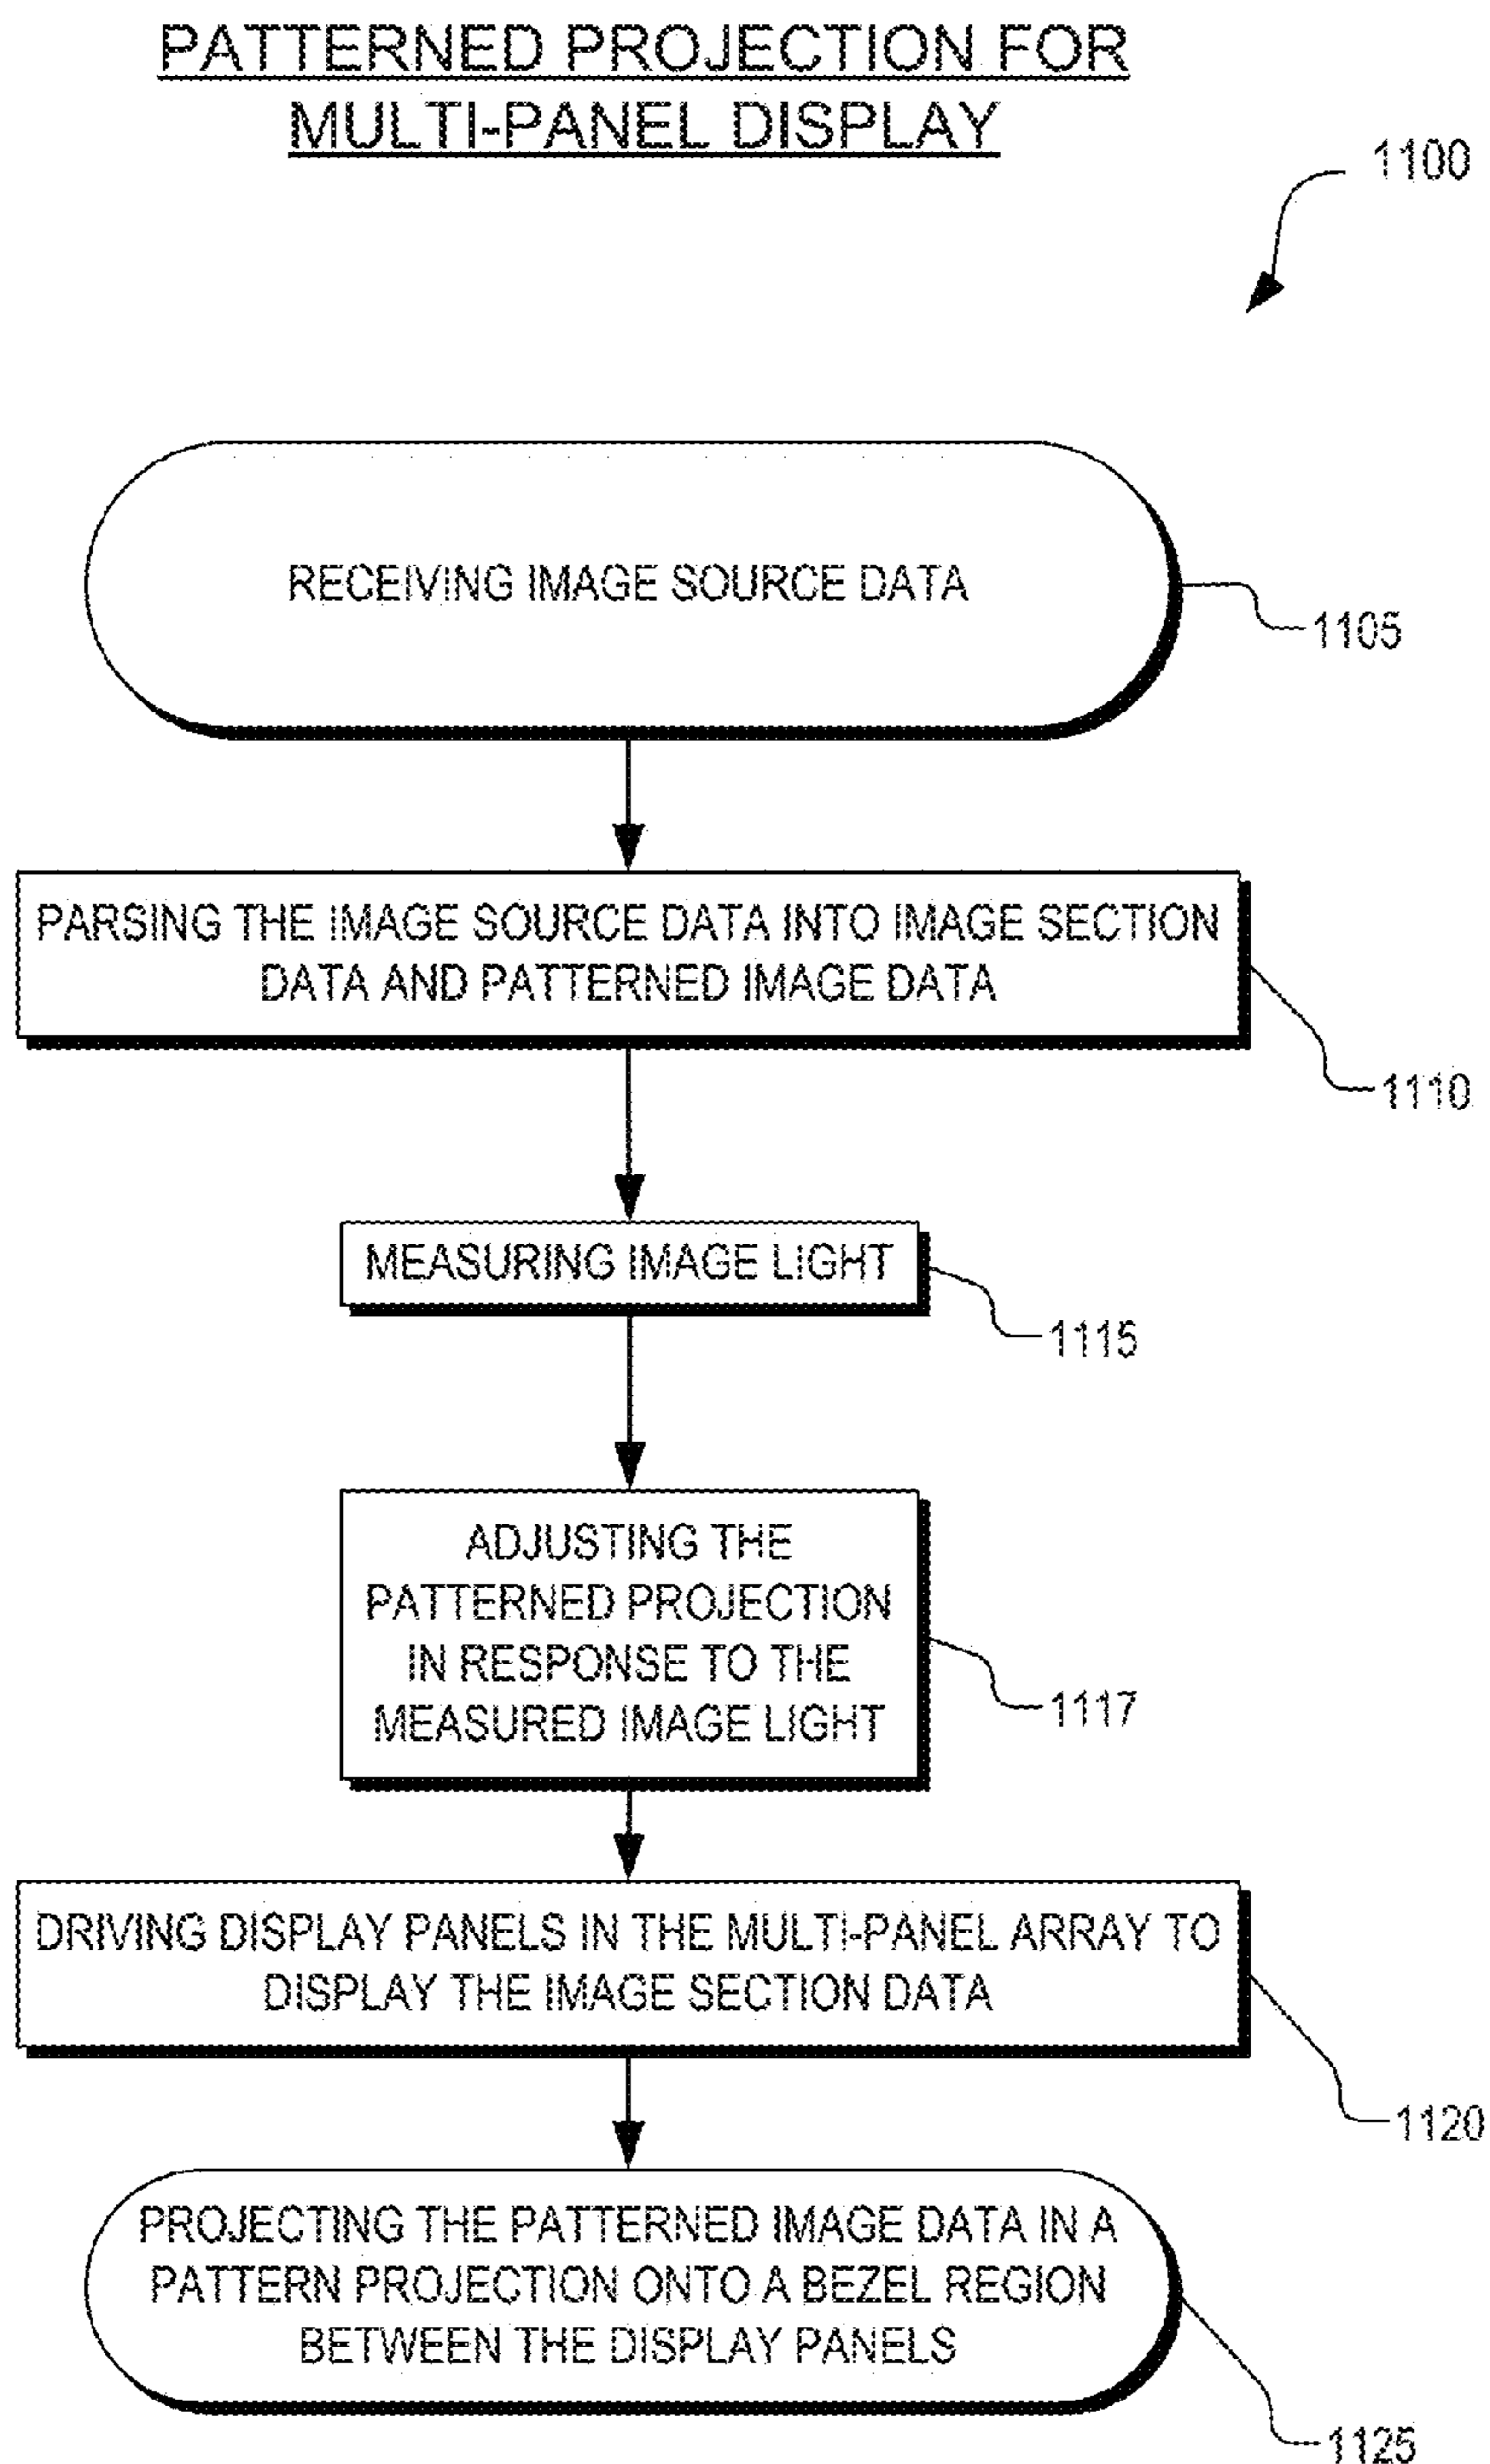 PATTERNED PROJECTION FOR
MULTI-PANEL DISPLAY
1100
RECEIVING IMAGE SOURCE DATA
1105
PARSING THE IMAGE SOURCE DATA INTO IMAGE SECTION
DATA AND PATTERNED IMAGE DATA
1110
MEASURING IMAGE LIGHT
1115
ADJUSTING THE
PATTERNED PROJECTION
IN RESPONSE TO THE
MEASURED IMAGE LIGHT
1117
DRIVING DISPLAY PANELS IN THE MULTI-PANEL ARRAY TO
DISPLAY THE IMAGE SECTION DATA
1120
PROJECTING THE PATTERNED IMAGE DATA IN A
PATTERN PROJECTION ONTO A BEZEL REGION
BETWEEN THE DISPLAY PANELS
1125